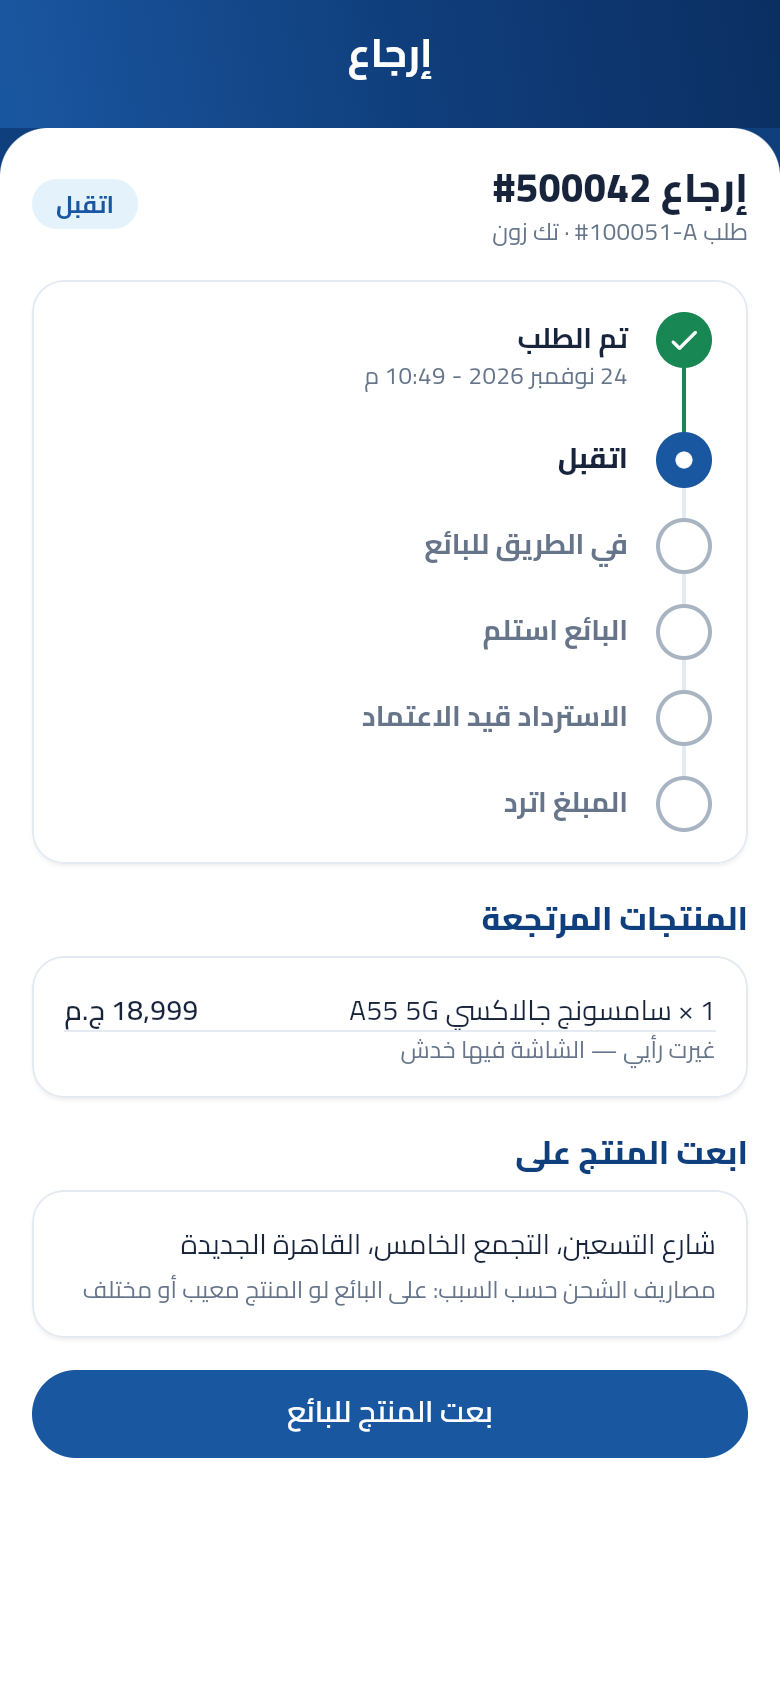 إرجاع
إرجاع #500042
اتقبل
طلب #100051-A · تك زون
تم الطلب
24 نوفمبر 2026 - 10:49 م
اتقبل
في الطريق للبائع
البائع استلم
الاسترداد قيد الاعتماد
المبلغ اترد
المنتجات المرتجعة
1 × سامسونج جالاكسي A55 5G
18,999 ج.م
غيرت رأيي — الشاشة فيها خدش
ابعت المنتج على
شارع التسعين، التجمع الخامس، القاهرة الجديدة
مصاريف الشحن حسب السبب: على البائع لو المنتج معيب أو مختلف
بعت المنتج للبائع